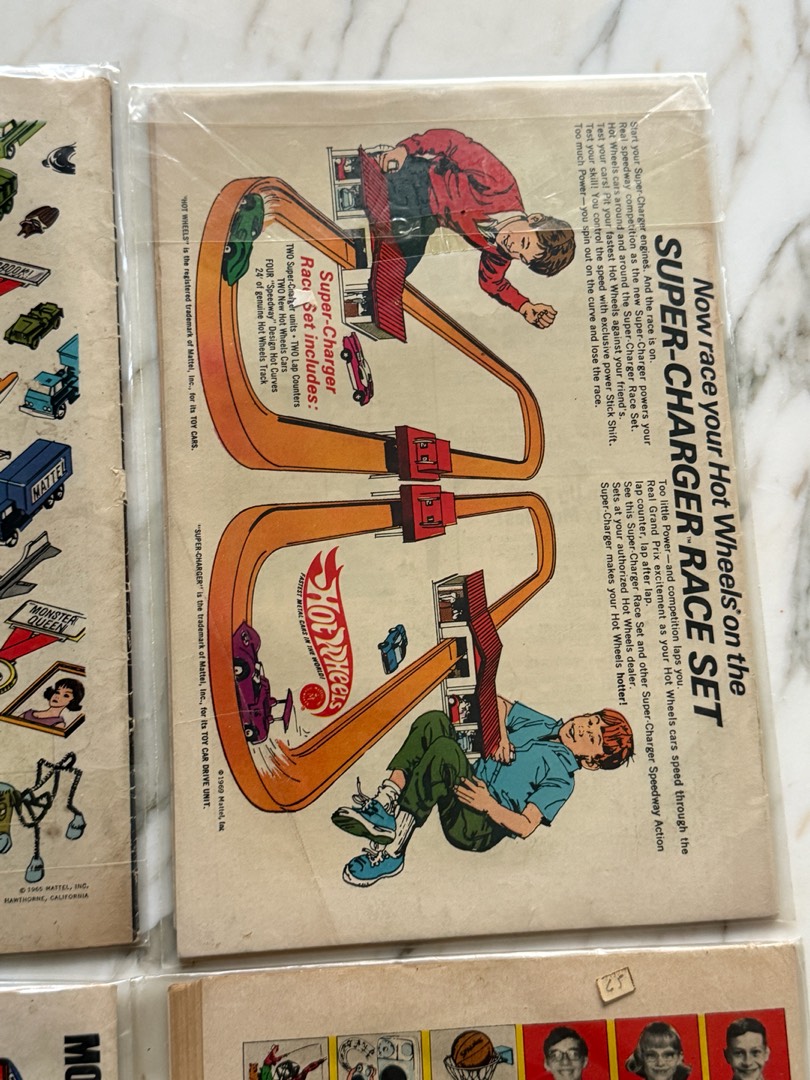 Now race your Hot Wheels® on the
SUPER-CHARGER™ RACE SET
Start your Super-Charger engines. And the race is on.
Real speedway competition as the new Super-Charger powers your
Hot Wheels cars around and around the Super-Charger Race Set.
Test your cars! Pit your fastest Hot Wheels against your friend's.
Test your skill! You control the speed with exclusive power Stick Shift.
Too much Power—you spin out on the curve and lose the race.
Too little Power—and competition laps you.
Real Grand Prix excitement as your Hot Wheels cars speed through the
lap counter, lap after lap.
See this Super-Charger Race Set and other Super-Charger Speedway Action
Sets at your authorized Hot Wheels dealer.
Super-Charger makes your Hot Wheels hotter!
Super-Charger
Race Set includes:
TWO Super-Charger units • TWO Lap Counters
TWO New Hot Wheels Cars
FOUR "Speedway" Design Hot Curves
24' of genuine Hot Wheels Track
HOT WHEELS
FASTEST METAL CARS IN THE WORLD!
"HOT WHEELS" is the registered trademark of Mattel, Inc., for its TOY CARS.
"SUPER-CHARGER" is the trademark of Mattel, Inc., for its TOY CAR DRIVE UNIT.
©1969 Mattel, Inc.
MATTEL
MONSTER
QUEEN
© 1965 MATTEL, INC.
HAWTHORNE, CALIFORNIA
52
MO